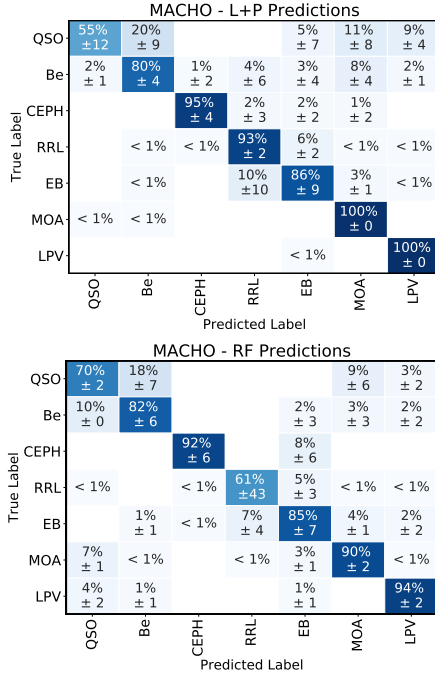 MACHO - L+P Predictions
QSO 55% ±12 20% ± 9 5% ± 7 11% ± 8 9% ± 4
Be 2% ± 1 80% ± 4 1% ± 2 4% ± 6 3% ± 4 8% ± 4 2% ± 1
CEPH 95% ± 4 2% ± 3 2% ± 2 1% ± 2
RRL < 1% < 1% 93% ± 2 6% ± 2 < 1% < 1%
EB < 1% 10% ±10 86% ± 9 3% ± 1 < 1%
MOA < 1% < 1% 100% ± 0
LPV < 1% 100% ± 0
True Label
QSO Be CEPH RRL EB MOA LPV
Predicted Label
MACHO - RF Predictions
QSO 70% ± 2 18% ± 7 9% ± 6 3% ± 2
Be 10% ± 0 82% ± 6 2% ± 3 3% ± 3 2% ± 2
CEPH 92% ± 6 8% ± 6
RRL < 1% < 1% 61% ±43 5% ± 3 < 1% < 1%
EB 1% ± 1 < 1% 7% ± 4 85% ± 7 4% ± 1 2% ± 2
MOA 7% ± 1 < 1% < 1% 3% ± 1 90% ± 2 < 1%
LPV 4% ± 2 1% ± 1 1% ± 1 94% ± 2
True Label
QSO Be CEPH RRL EB MOA LPV
Predicted Label